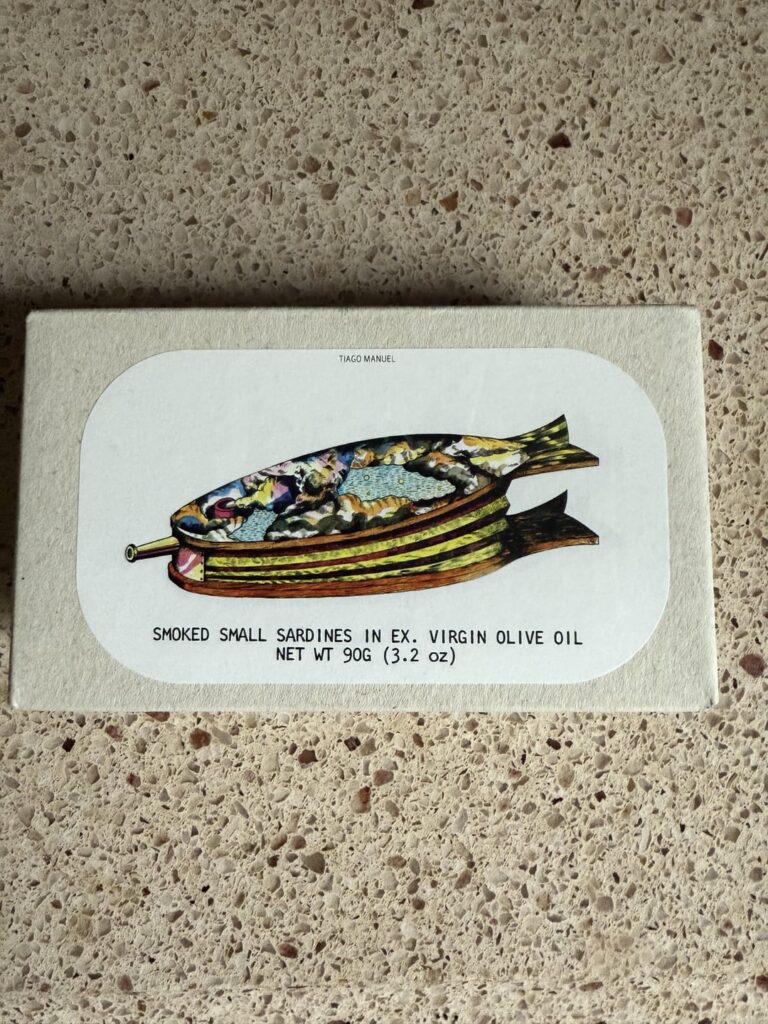 TIAGO MANUEL
SMOKED SMALL SARDINES IN EX. VIRGIN OLIVE OIL
NET WT 90G (3.2 oz)